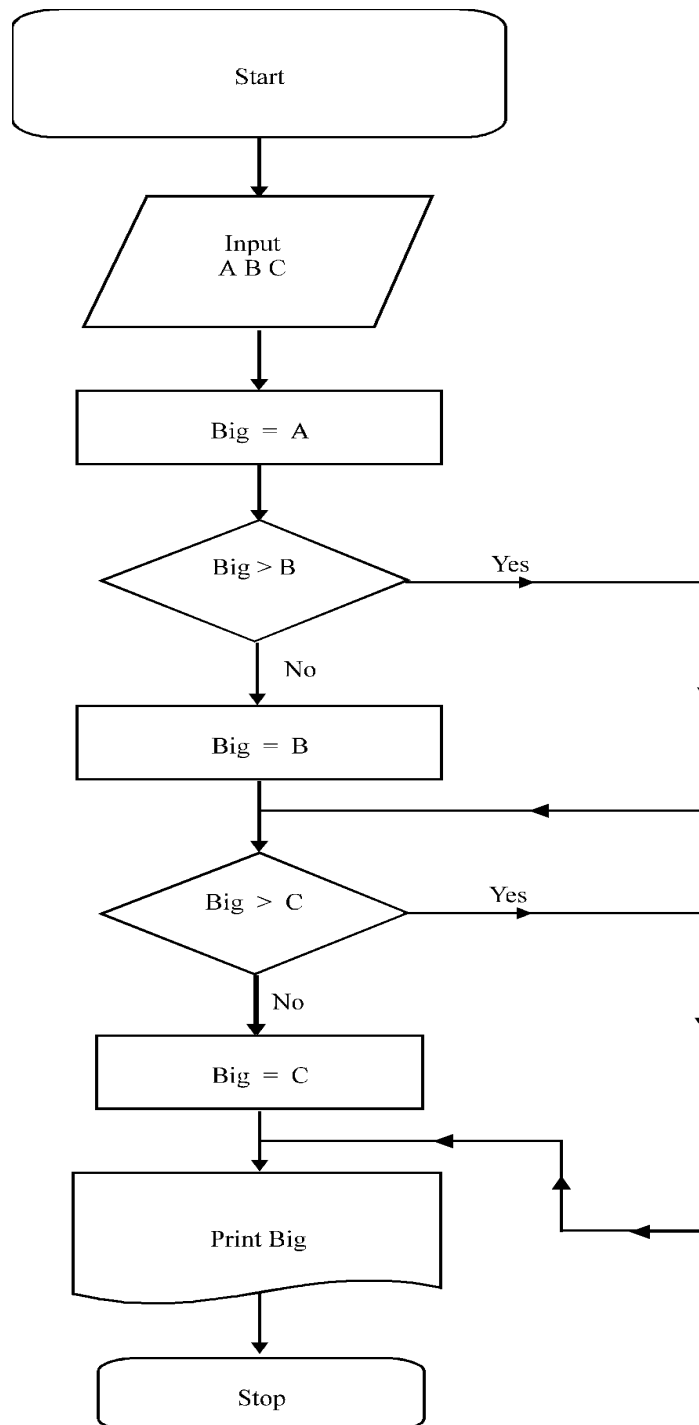 Start
Input
A B C
Big = A
Big > B
Yes
No
Big = B
Big > C
Yes
No
Big = C
Print Big
Stop